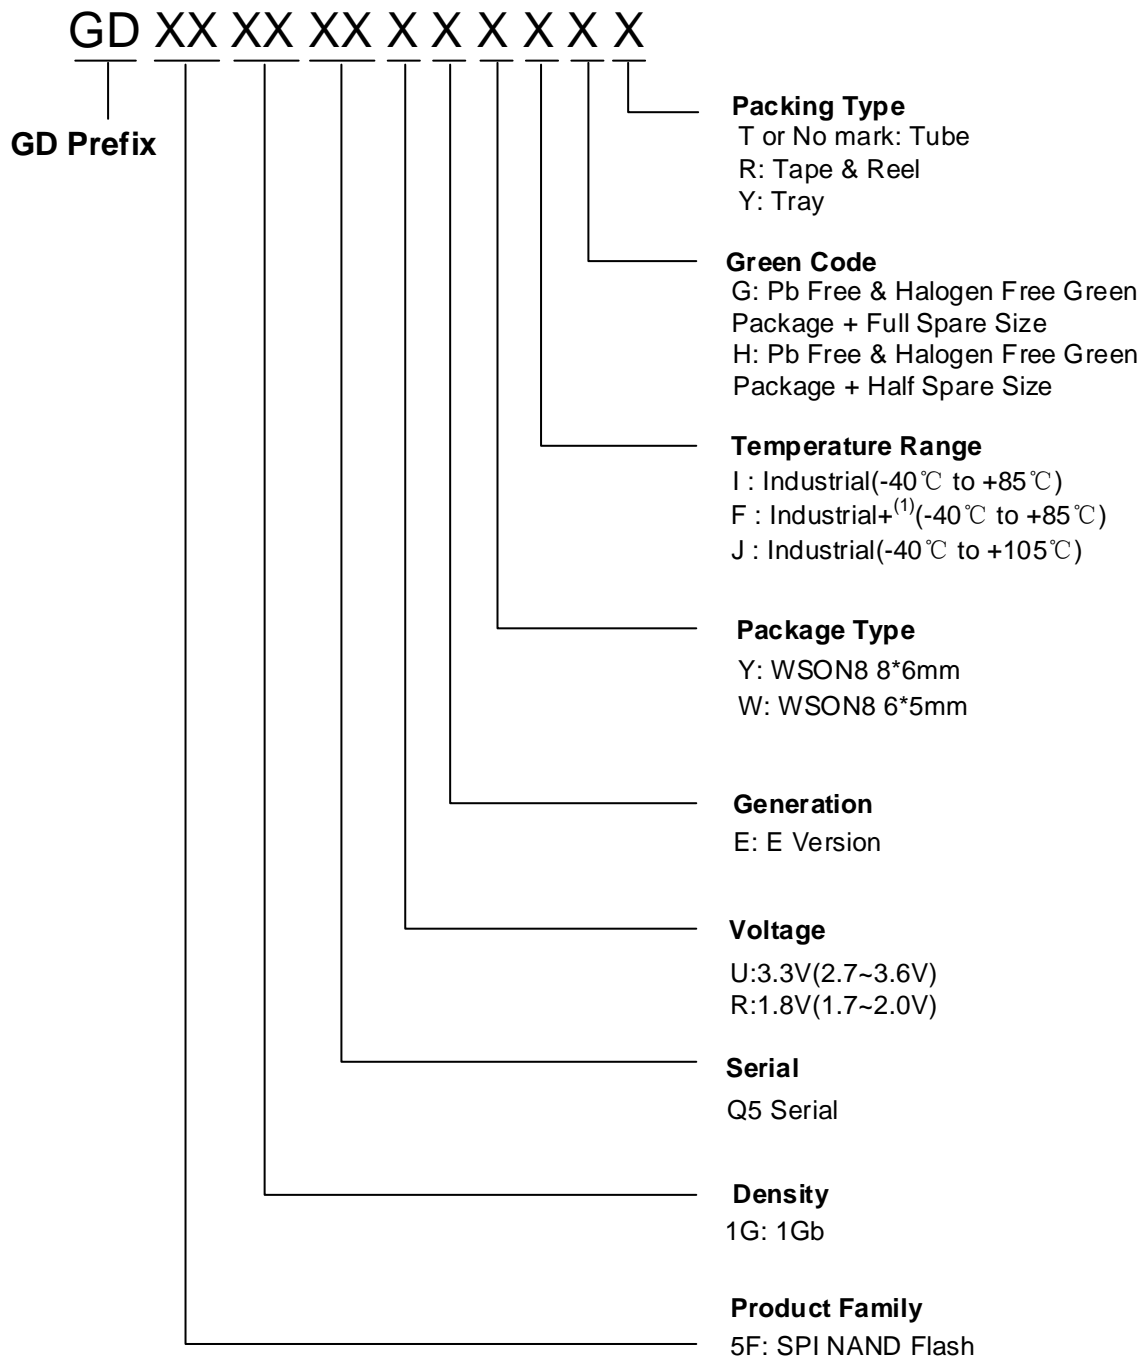 GD XX XX XX X X X X X X
GD Prefix
Packing Type
T or No mark: Tube
R: Tape & Reel
Y: Tray
Green Code
G: Pb Free & Halogen Free Green
Package + Full Spare Size
H: Pb Free & Halogen Free Green
Package + Half Spare Size
Temperature Range
I : Industrial(-40℃ to +85℃)
F : Industrial+(1)(-40℃ to +85℃)
J : Industrial(-40℃ to +105℃)
Package Type
Y: WSON8 8*6mm
W: WSON8 6*5mm
Generation
E: E Version
Voltage
U:3.3V(2.7~3.6V)
R:1.8V(1.7~2.0V)
Serial
Q5 Serial
Density
1G: 1Gb
Product Family
5F: SPI NAND Flash